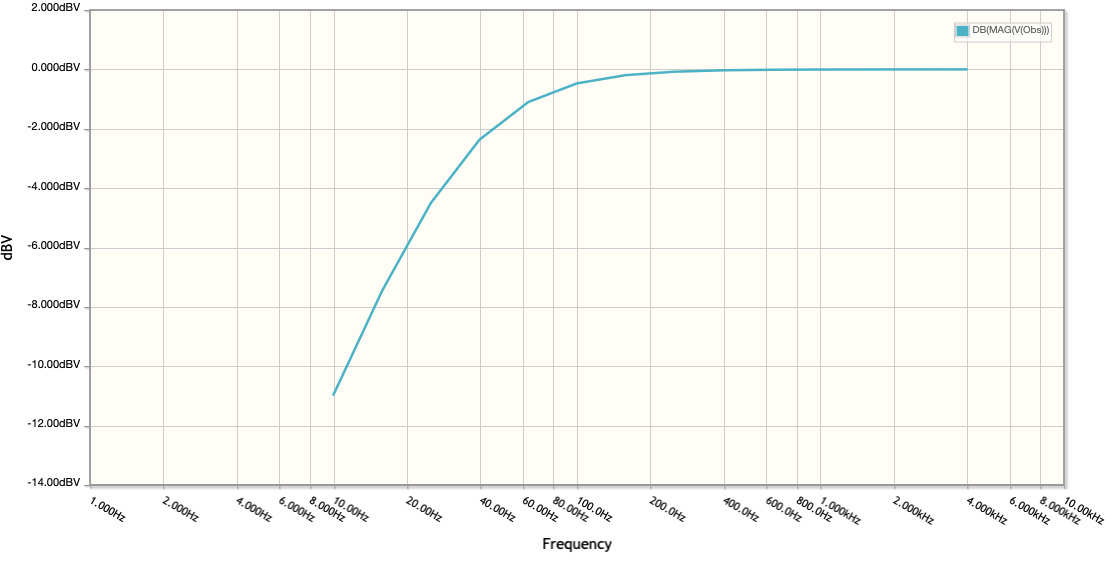 2.000dBV
DB(MAG(V(Obs)))
0.000dBV
-2.000dBV
-4.000dBV
-6.000dBV
-8.000dBV
-10.00dBV
-12.00dBV
-14.00dBV
dBV
1.000Hz
2.000Hz
4.000Hz
6.000Hz
8.000Hz
10.00Hz
20.00Hz
40.00Hz
60.00Hz
80.00Hz
100.0Hz
200.0Hz
400.0Hz
600.0Hz
800.0Hz
1.000kHz
2.000kHz
4.000kHz
6.000kHz
8.000kHz
10.00kHz
Frequency